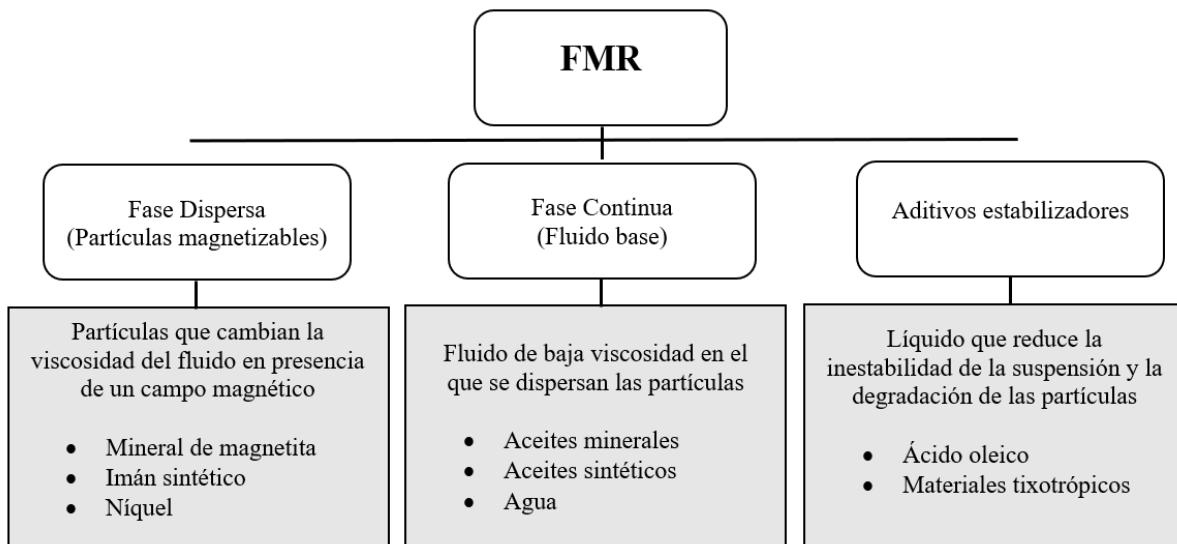 FMR
Fase Dispersa
(Partículas magnetizables)
Fase Continua
(Fluido base)
Aditivos estabilizadores
Partículas que cambian la
viscosidad del fluido en presencia
de un campo magnético
• Mineral de magnetita
• Imán sintético
• Níquel
Fluido de baja viscosidad en el
que se dispersan las partículas
• Aceites minerales
• Aceites sintéticos
• Agua
Líquido que reduce la
inestabilidad de la suspensión y la
degradación de las partículas
• Ácido oleico
• Materiales tixotrópicos